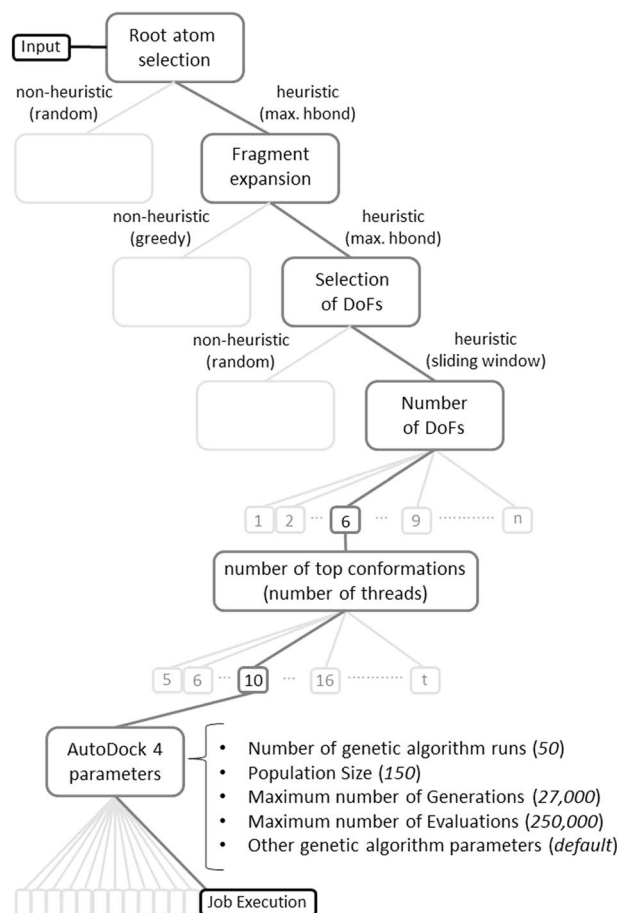 Input
Root atom
selection
non-heuristic
(random)
heuristic
(max. hbond)
Fragment
expansion
non-heuristic
(greedy)
heuristic
(max. hbond)
Selection
of DoFs
non-heuristic
(random)
heuristic
(sliding window)
Number
of DoFs
1 2 ... 6 ... 9 ........... n
number of top conformations
(number of threads)
5 6 ... 10 ... 16 ........... t
AutoDock 4
parameters
• Number of genetic algorithm runs (50)
• Population Size (150)
• Maximum number of Generations (27,000)
• Maximum number of Evaluations (250,000)
• Other genetic algorithm parameters (default)
Job Execution